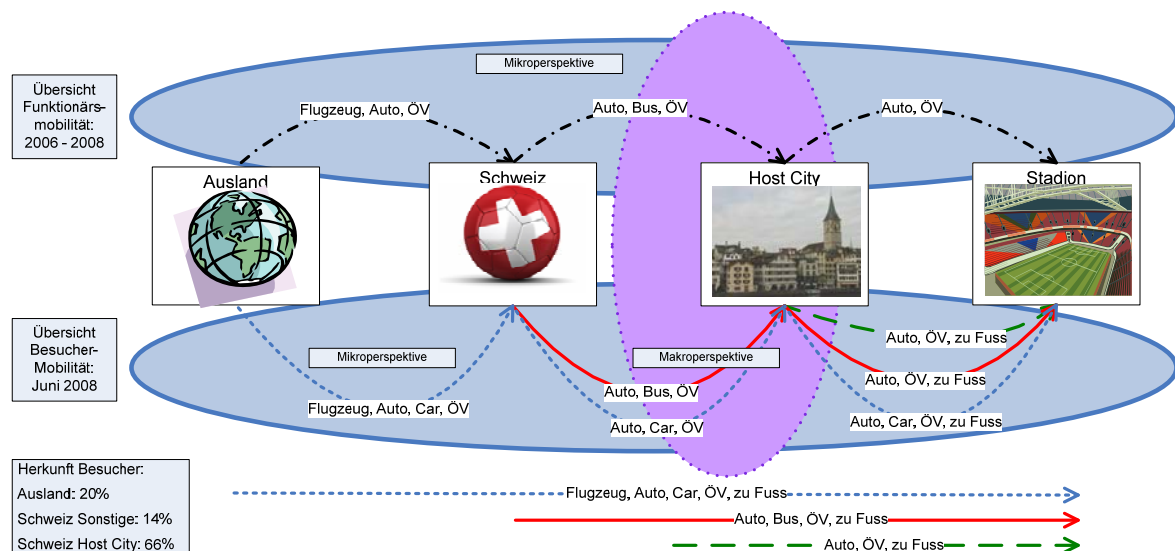 Mikroperspektive
Übersicht
Funktionärs-
mobilität:
2006 - 2008
Flugzeug, Auto, ÖV
Auto, Bus, ÖV
Auto, ÖV
Ausland
Schweiz
Host City
Stadion
Übersicht
Besucher-
Mobilität:
Juni 2008
Mikroperspektive
Makroperspektive
Auto, ÖV, zu Fuss
Auto, Bus, ÖV
Auto, ÖV, zu Fuss
Flugzeug, Auto, Car, ÖV
Auto, Car, ÖV
Auto, Car, ÖV, zu Fuss
Herkunft Besucher:
Ausland: 20%
Schweiz Sonstige: 14%
Schweiz Host City: 66%
Flugzeug, Auto, Car, ÖV, zu Fuss
Auto, Bus, ÖV, zu Fuss
Auto, ÖV, zu Fuss